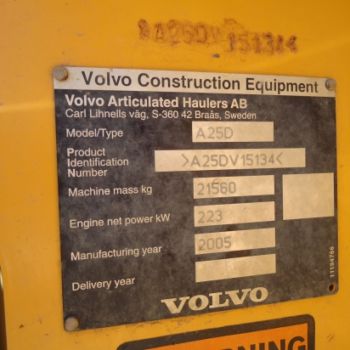 >A25DV15134<
Volvo Construction Equipment
Volvo Articulated Haulers AB
Carl Lihnells väg, S-360 42 Braås, Sweden
Model/Type A25D
Product
Identification >A25DV15134<
Number
Machine mass kg 21560
Engine net power kW 223
Manufacturing year 2005
Delivery year
VOLVO